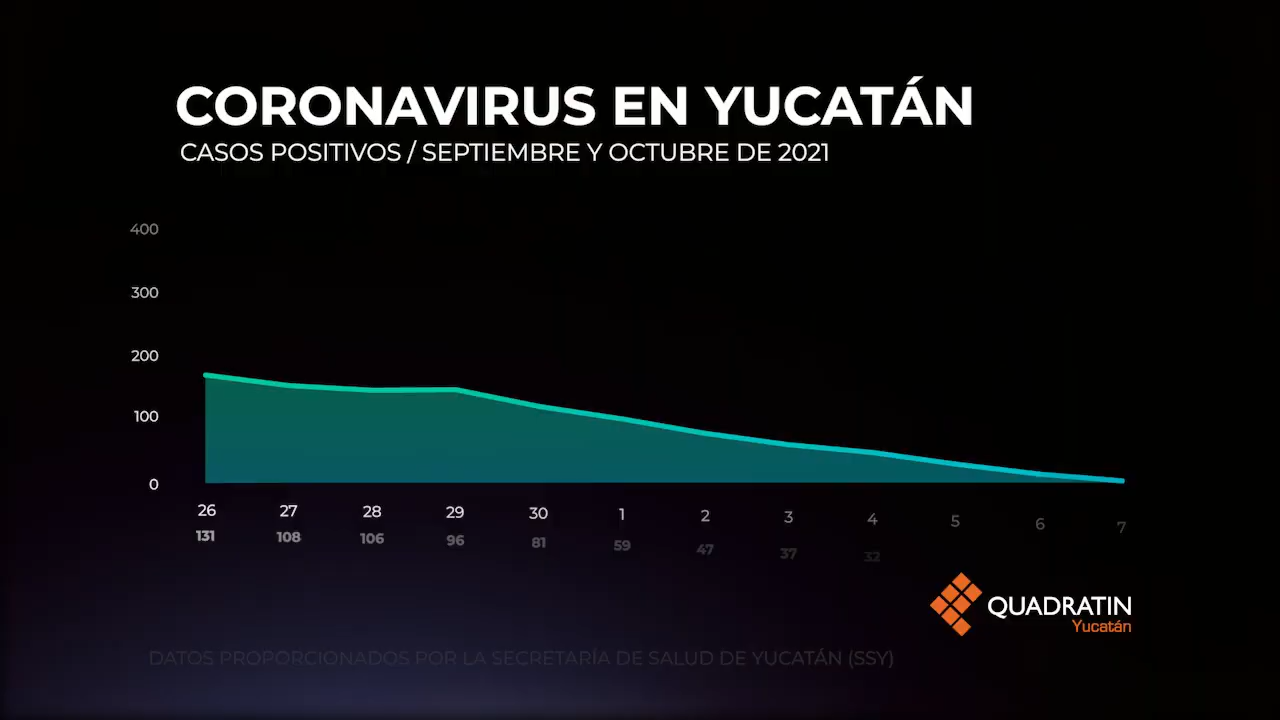 CORONAVIRUS EN YUCATÁN
CASOS POSITIVOS / SEPTIEMBRE Y OCTUBRE DE 2021
400
300
200
100
0
26 27 28 29 30 1 2 3 4 5 6 7
131 108 106 96 81 59 47 37 32
QUADRATIN
Yucatán
DATOS PROPORCIONADOS POR LA SECRETARÍA DE SALUD DE YUCATÁN (SSY)